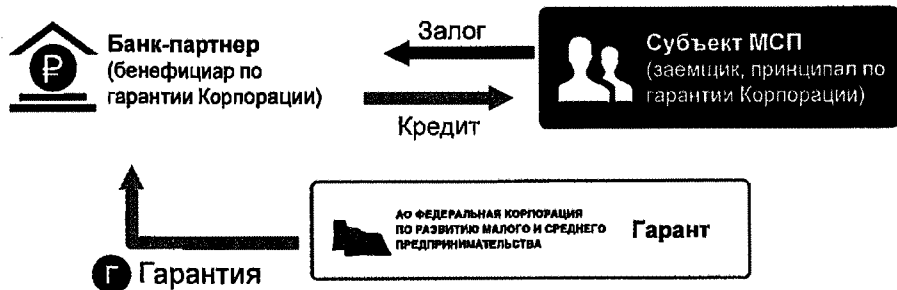 Банк-партнер
(бенефициар по
гарантии Корпорации)
Залог
Кредит
Субъект МСП
(заемщик, принципал по
гарантии Корпорации)
АО ФЕДЕРАЛЬНАЯ КОРПОРАЦИЯ
ПО РАЗВИТИЮ МАЛОГО И СРЕДНЕГО
ПРЕДПРИНИМАТЕЛЬСТВА
Гарант
Г Гарантия